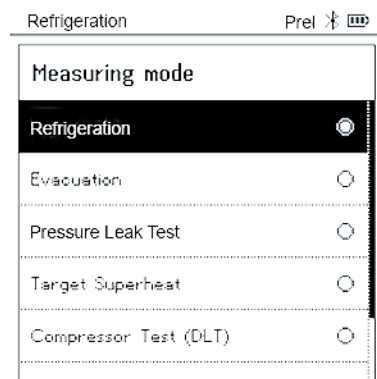 Refrigeration Prel
Measuring mode
Refrigeration
Evacuation
Pressure Leak Test
Target Superheat
Compressor Test (DLT)